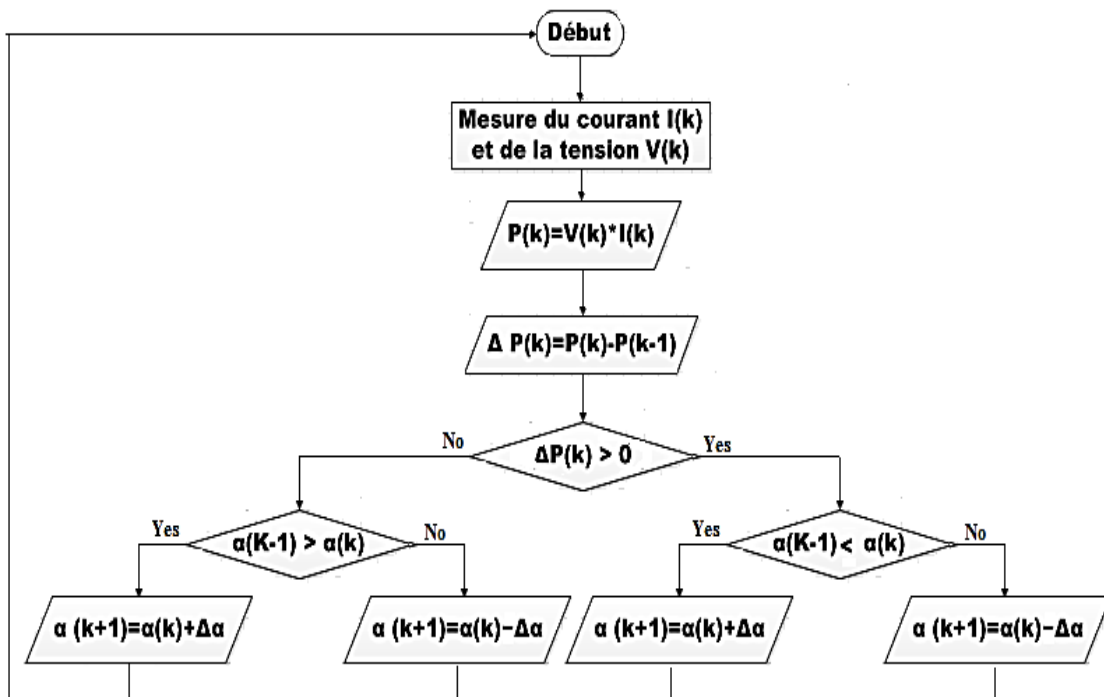 Début
Mesure du courant I(k)
et de la tension V(k)
P(k)=V(k)*I(k)
Δ P(k)=P(k)-P(k-1)
No
ΔP(k) > 0
Yes
Yes
α(K-1) > α(k)
No
Yes
α(K-1) < α(k)
No
α (k+1)=α(k)+Δα
α (k+1)=α(k)−Δα
α (k+1)=α(k)+Δα
α (k+1)=α(k)−Δα